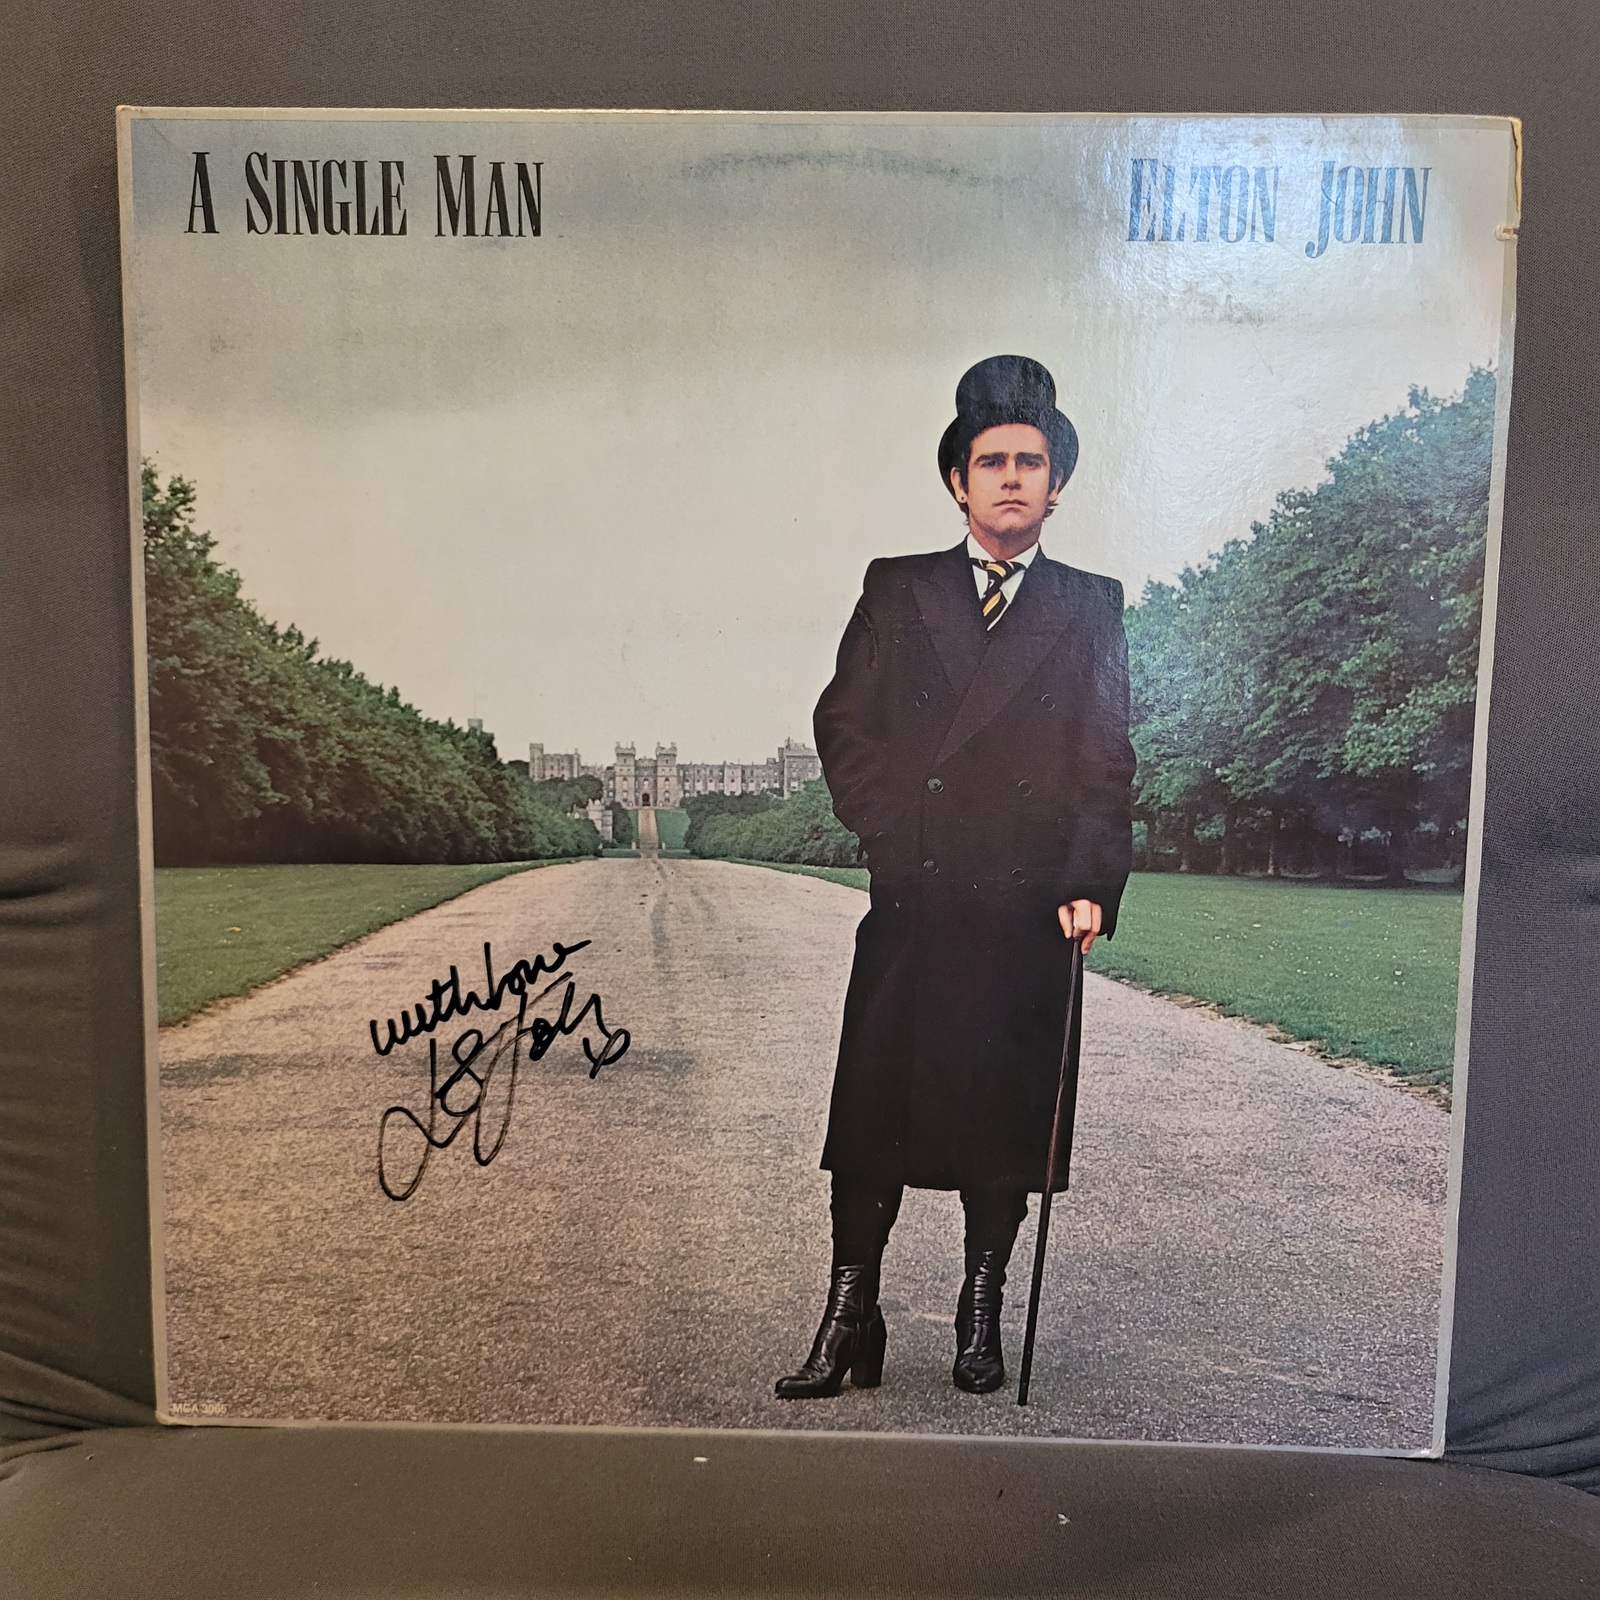 A SINGLE MAN
ELTON JOHN
with love
MCA 3065